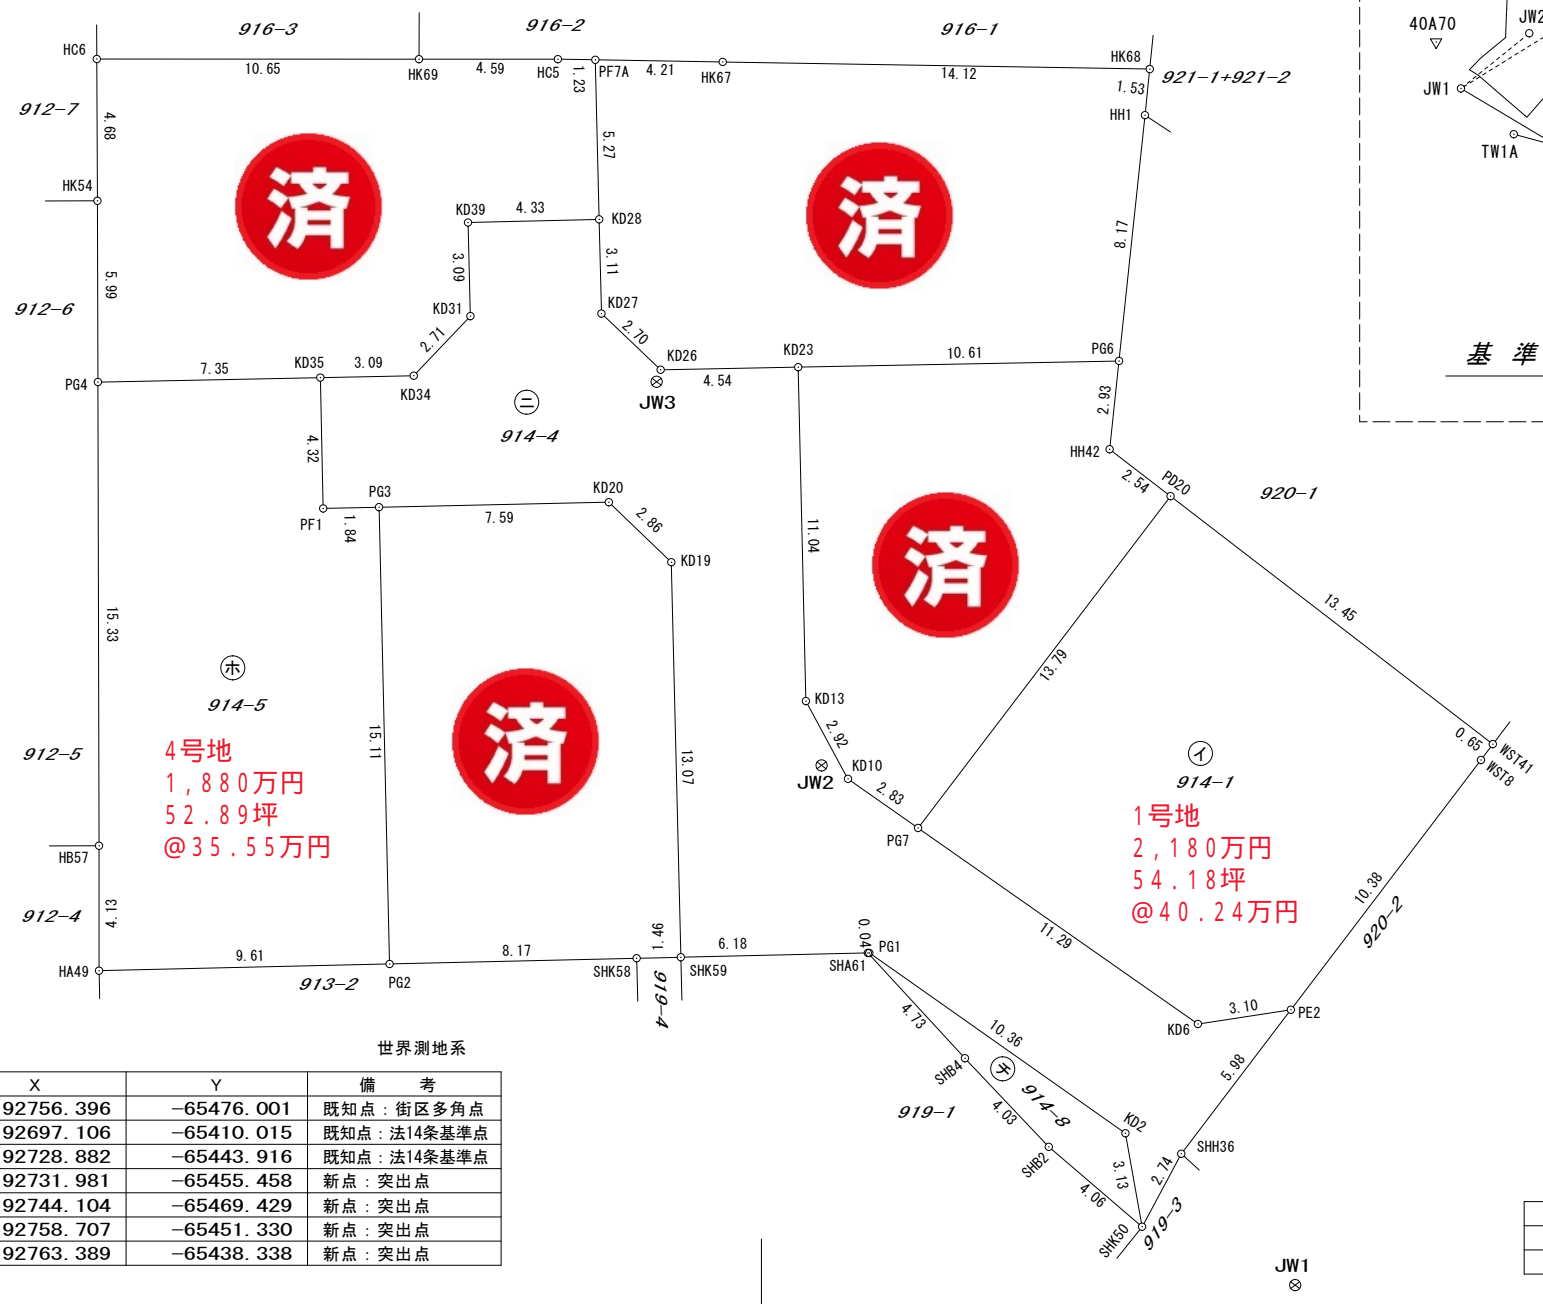 916-3
916-2
916-1
40A70
JW2
HC6
10.65
HK69
4.59
HC5
1.23
PF7A
4.21
HK67
14.12
HK68
921-1+921-2
1.53
JW1
912-7
4.68
HH1
TW1A
5.27
済
済
HK54
KD39
4.33
KD28
8.17
3.09
3.11
5.99
912-6
KD31
KD27
2.71
2.70
基 準
PG4
7.35
KD35
3.09
KD34
KD26
4.54
KD23
10.61
PG6
JW3
2.93
ニ
914-4
4.32
HH42
2.54
PD20
920-1
PF1
1.84
PG3
7.59
KD20
2.86
11.04
KD19
済
13.45
15.33
ホ
914-5
13.79
4号地
1,880万円
52.89坪
@35.55万円
15.11
済
13.07
KD13
2.92
JW2
KD10
2.83
PG7
イ
914-1
0.65
WST41
WST8
1号地
2,180万円
54.18坪
@40.24万円
912-5
HB57
912-4
4.13
10.38
920-2
11.29
HA49
9.61
913-2
PG2
8.17
SHK58
1.46
919-4
SHK59
6.18
0.04
PG1
SHA61
4.73
10.36
KD6
3.10
PE2
SHB4
チ
914-8
919-1
4.03
5.98
KD2
SHB2
4.06
3.13
SHH36
2.74
SHK50
919-3
JW1
世界測地系
X Y 備 考
92756.396 -65476.001 既知点：街区多角点
92697.106 -65410.015 既知点：法14条基準点
92728.882 -65443.916 既知点：法14条基準点
92731.981 -65455.458 新点：突出点
92744.104 -65469.429 新点：突出点
92758.707 -65451.330 新点：突出点
92763.389 -65438.338 新点：突出点